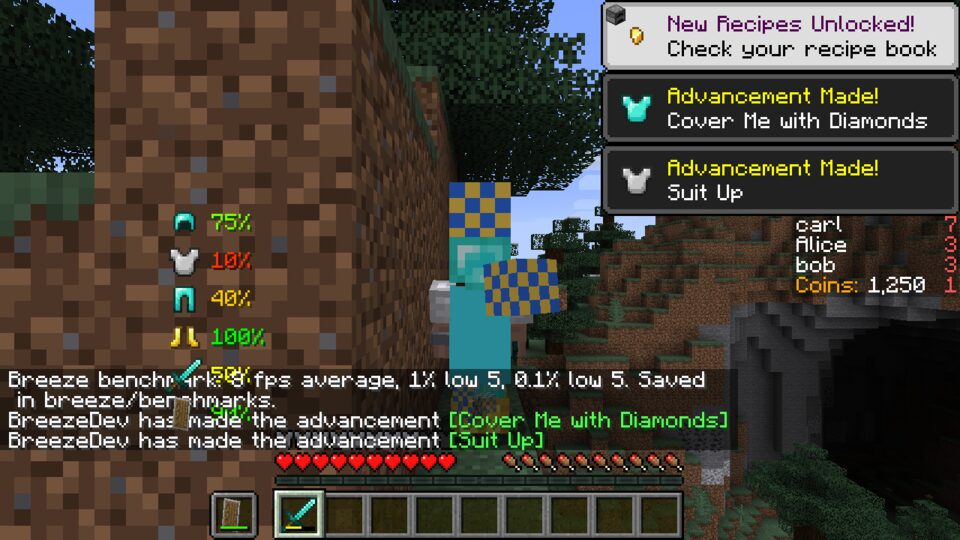 New Recipes Unlocked!
Check your recipe book
Advancement Made!
Cover Me with Diamonds
Advancement Made!
Suit Up
carl 7
Alice 3
bob 3
Coins: 1,250 1
75%
10%
40%
100%
50%
Breeze benchmark: 8 fps average, 1% low 5, 0.1% low 5. Saved
in breeze/benchmarks.
BreezeDev has made the advancement [Cover Me with Diamonds]
BreezeDev has made the advancement [Suit Up]